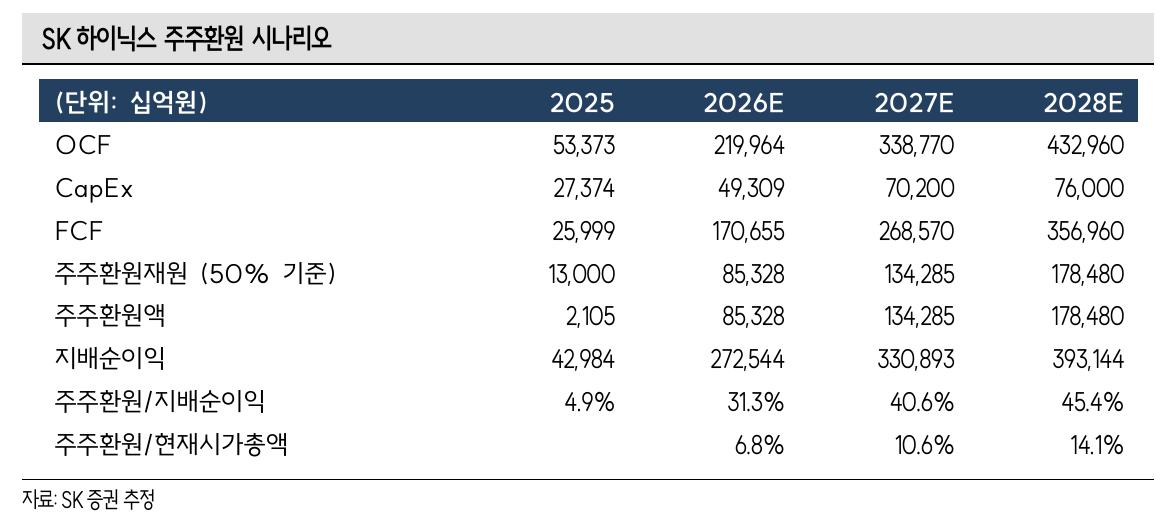 SK 하이닉스 주주환원 시나리오
(단위: 십억원) 2025 2026E 2027E 2028E
OCF 53,373 219,964 338,770 432,960
CapEx 27,374 49,309 70,200 76,000
FCF 25,999 170,655 268,570 356,960
주주환원재원 (50% 기준) 13,000 85,328 134,285 178,480
주주환원액 2,105 85,328 134,285 178,480
지배순이익 42,984 272,544 330,893 393,144
주주환원/지배순이익 4.9% 31.3% 40.6% 45.4%
주주환원/현재시가총액 6.8% 10.6% 14.1%
자료: SK 증권 추정